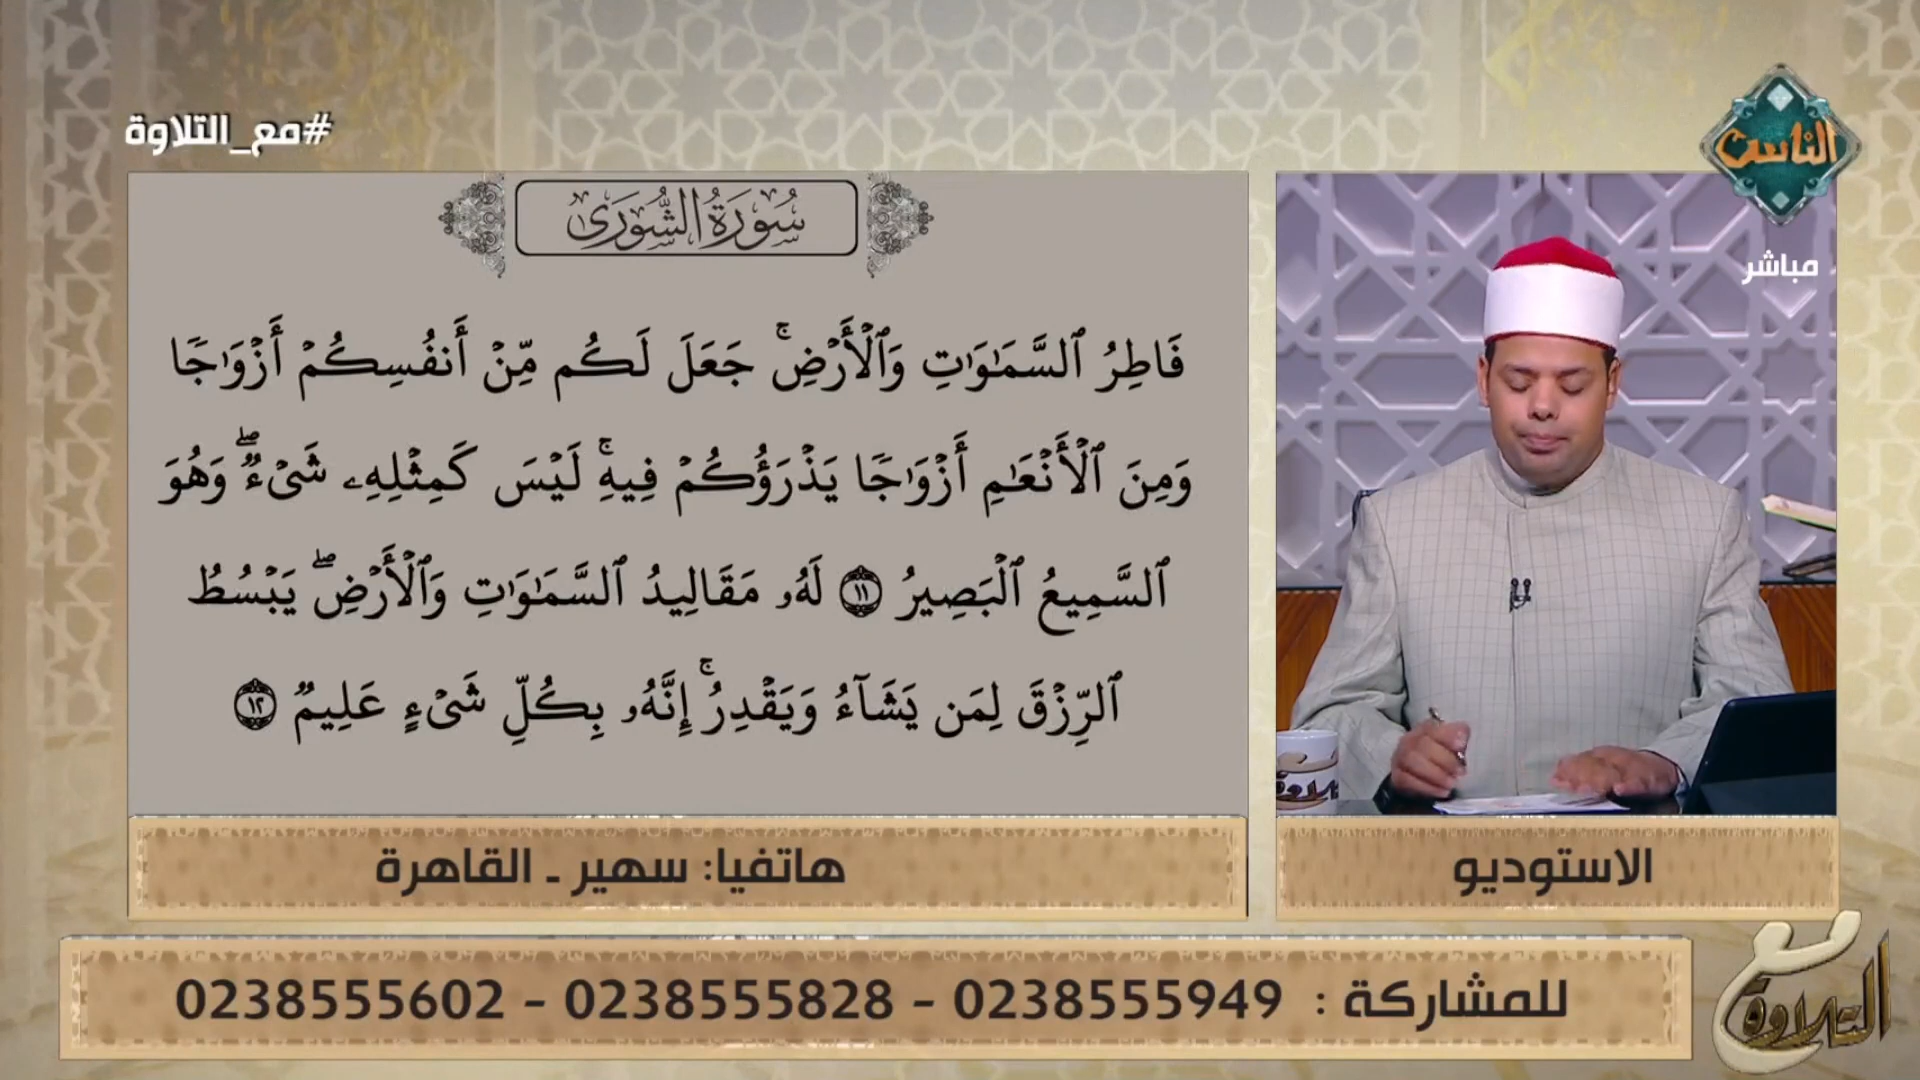 #مع_التلاوة
الناس
مباشر
سُورَةُ الشُّورَىٰ
فَاطِرُ ٱلسَّمَٰوَٰتِ وَٱلْأَرْضِۚ جَعَلَ لَكُم مِّنْ أَنفُسِكُمْ أَزْوَٰجًا
وَمِنَ ٱلْأَنْعَٰمِ أَزْوَٰجًا يَذْرَؤُكُمْ فِيهِۚ لَيْسَ كَمِثْلِهِۦ شَىْءٌۖ وَهُوَ
ٱلسَّمِيعُ ٱلْبَصِيرُ ١١ لَهُۥ مَقَالِيدُ ٱلسَّمَٰوَٰتِ وَٱلْأَرْضِۖ يَبْسُطُ
ٱلرِّزْقَ لِمَن يَشَآءُ وَيَقْدِرُۚ إِنَّهُۥ بِكُلِّ شَىْءٍ عَلِيمٌ ١٢
الاستوديو
هاتفيا: سهير ـ القاهرة
للمشاركة : 0238555949 - 0238555828 - 0238555602
مع التلاوة